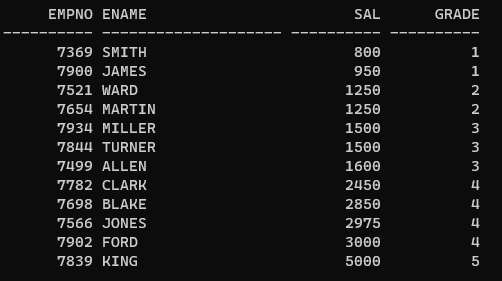 EMPNO ENAME SAL GRADE
---------- -------------------- ---------- ----------
7369 SMITH 800 1
7900 JAMES 950 1
7521 WARD 1250 2
7654 MARTIN 1250 2
7934 MILLER 1500 3
7844 TURNER 1500 3
7499 ALLEN 1600 3
7782 CLARK 2450 4
7698 BLAKE 2850 4
7566 JONES 2975 4
7902 FORD 3000 4
7839 KING 5000 5